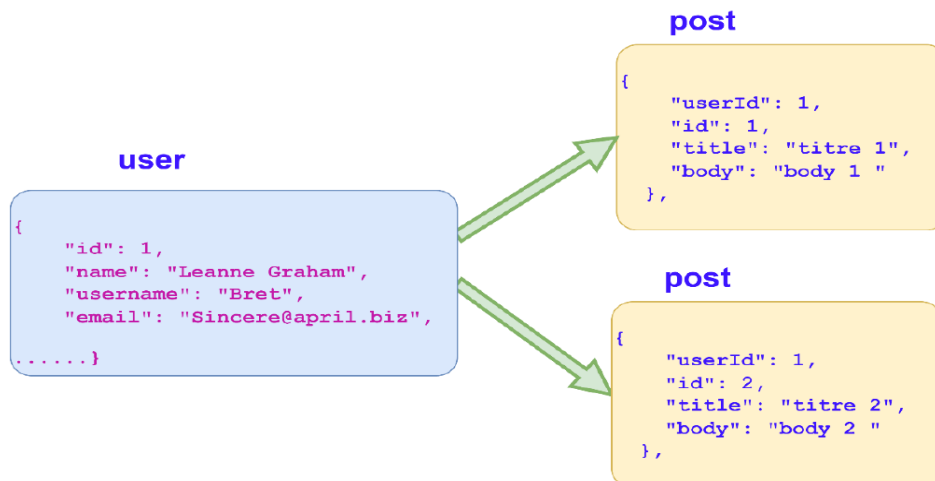 user
{
"id": 1,
"name": "Leanne Graham",
"username": "Bret",
"email": "Sincere@april.biz",
......}
post
{
"userId": 1,
"id": 1,
"title": "titre 1",
"body": "body 1 "
},
post
{
"userId": 1,
"id": 2,
"title": "titre 2",
"body": "body 2 "
},